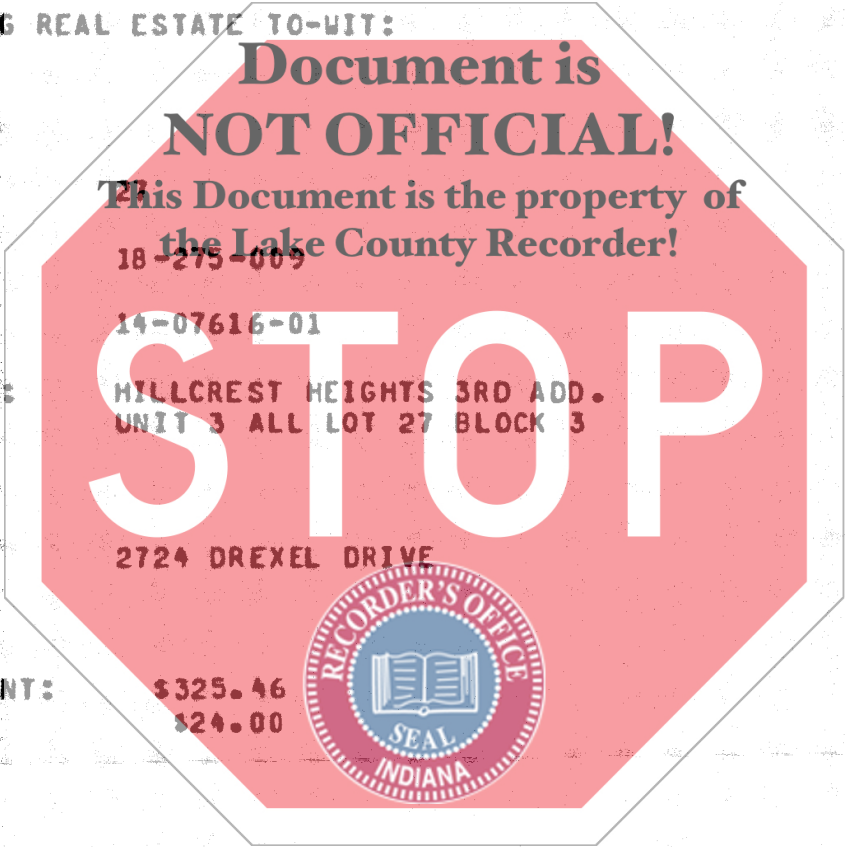 G REAL ESTATE TO-WIT:
Document is
NOT OFFICIAL!
27
This Document is the property of
the Lake County Recorder!
18-275-009
14-07616-01
STOP
: HILLCREST HEIGHTS 3RD ADD.
UNIT 3 ALL LOT 27 BLOCK 3
2724 DREXEL DRIVE
RECORDER'S OFFICE
SEAL
INDIANA
NT: $325.46
$24.00